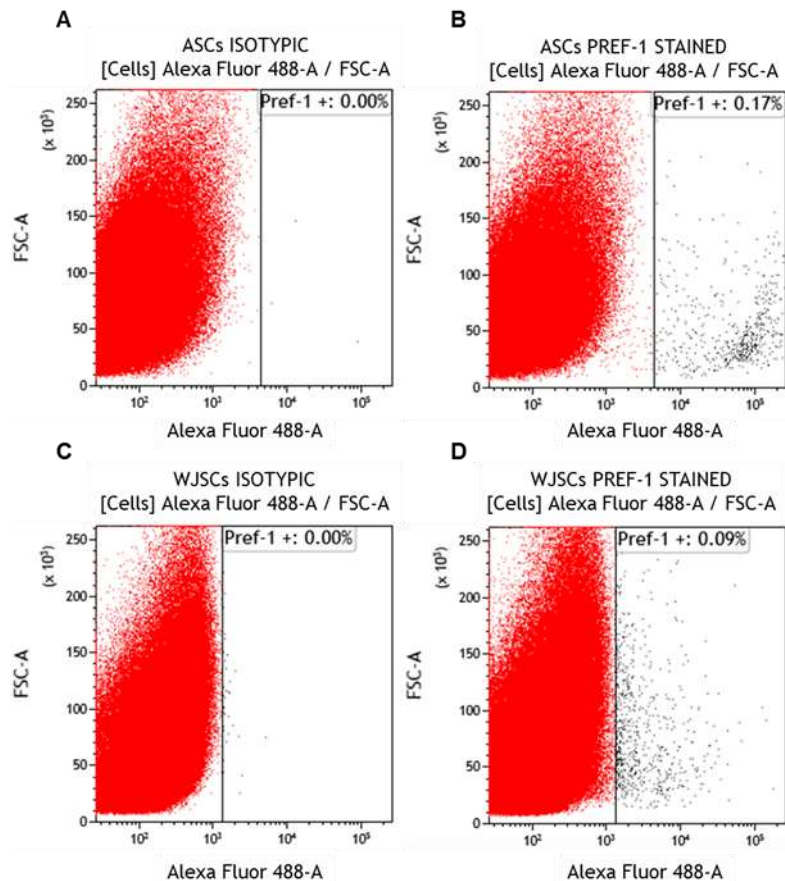 A
ASCs ISOTYPIC
[Cells] Alexa Fluor 488-A / FSC-A
Pref-1 +: 0.00%
(x 10³)
FSC-A
250
200
150
100
50
0
10² 10³ 10⁴ 10⁵
Alexa Fluor 488-A
B
ASCs PREF-1 STAINED
[Cells] Alexa Fluor 488-A / FSC-A
Pref-1 +: 0.17%
(x 10³)
FSC-A
250
200
150
100
50
0
10² 10³ 10⁴ 10⁵
Alexa Fluor 488-A
C
WJSCs ISOTYPIC
[Cells] Alexa Fluor 488-A / FSC-A
Pref-1 +: 0.00%
(x 10³)
FSC-A
250
200
150
100
50
0
10² 10³ 10⁴ 10⁵
Alexa Fluor 488-A
D
WJSCs PREF-1 STAINED
[Cells] Alexa Fluor 488-A / FSC-A
Pref-1 +: 0.09%
(x 10³)
FSC-A
250
200
150
100
50
0
10² 10³ 10⁴ 10⁵
Alexa Fluor 488-A